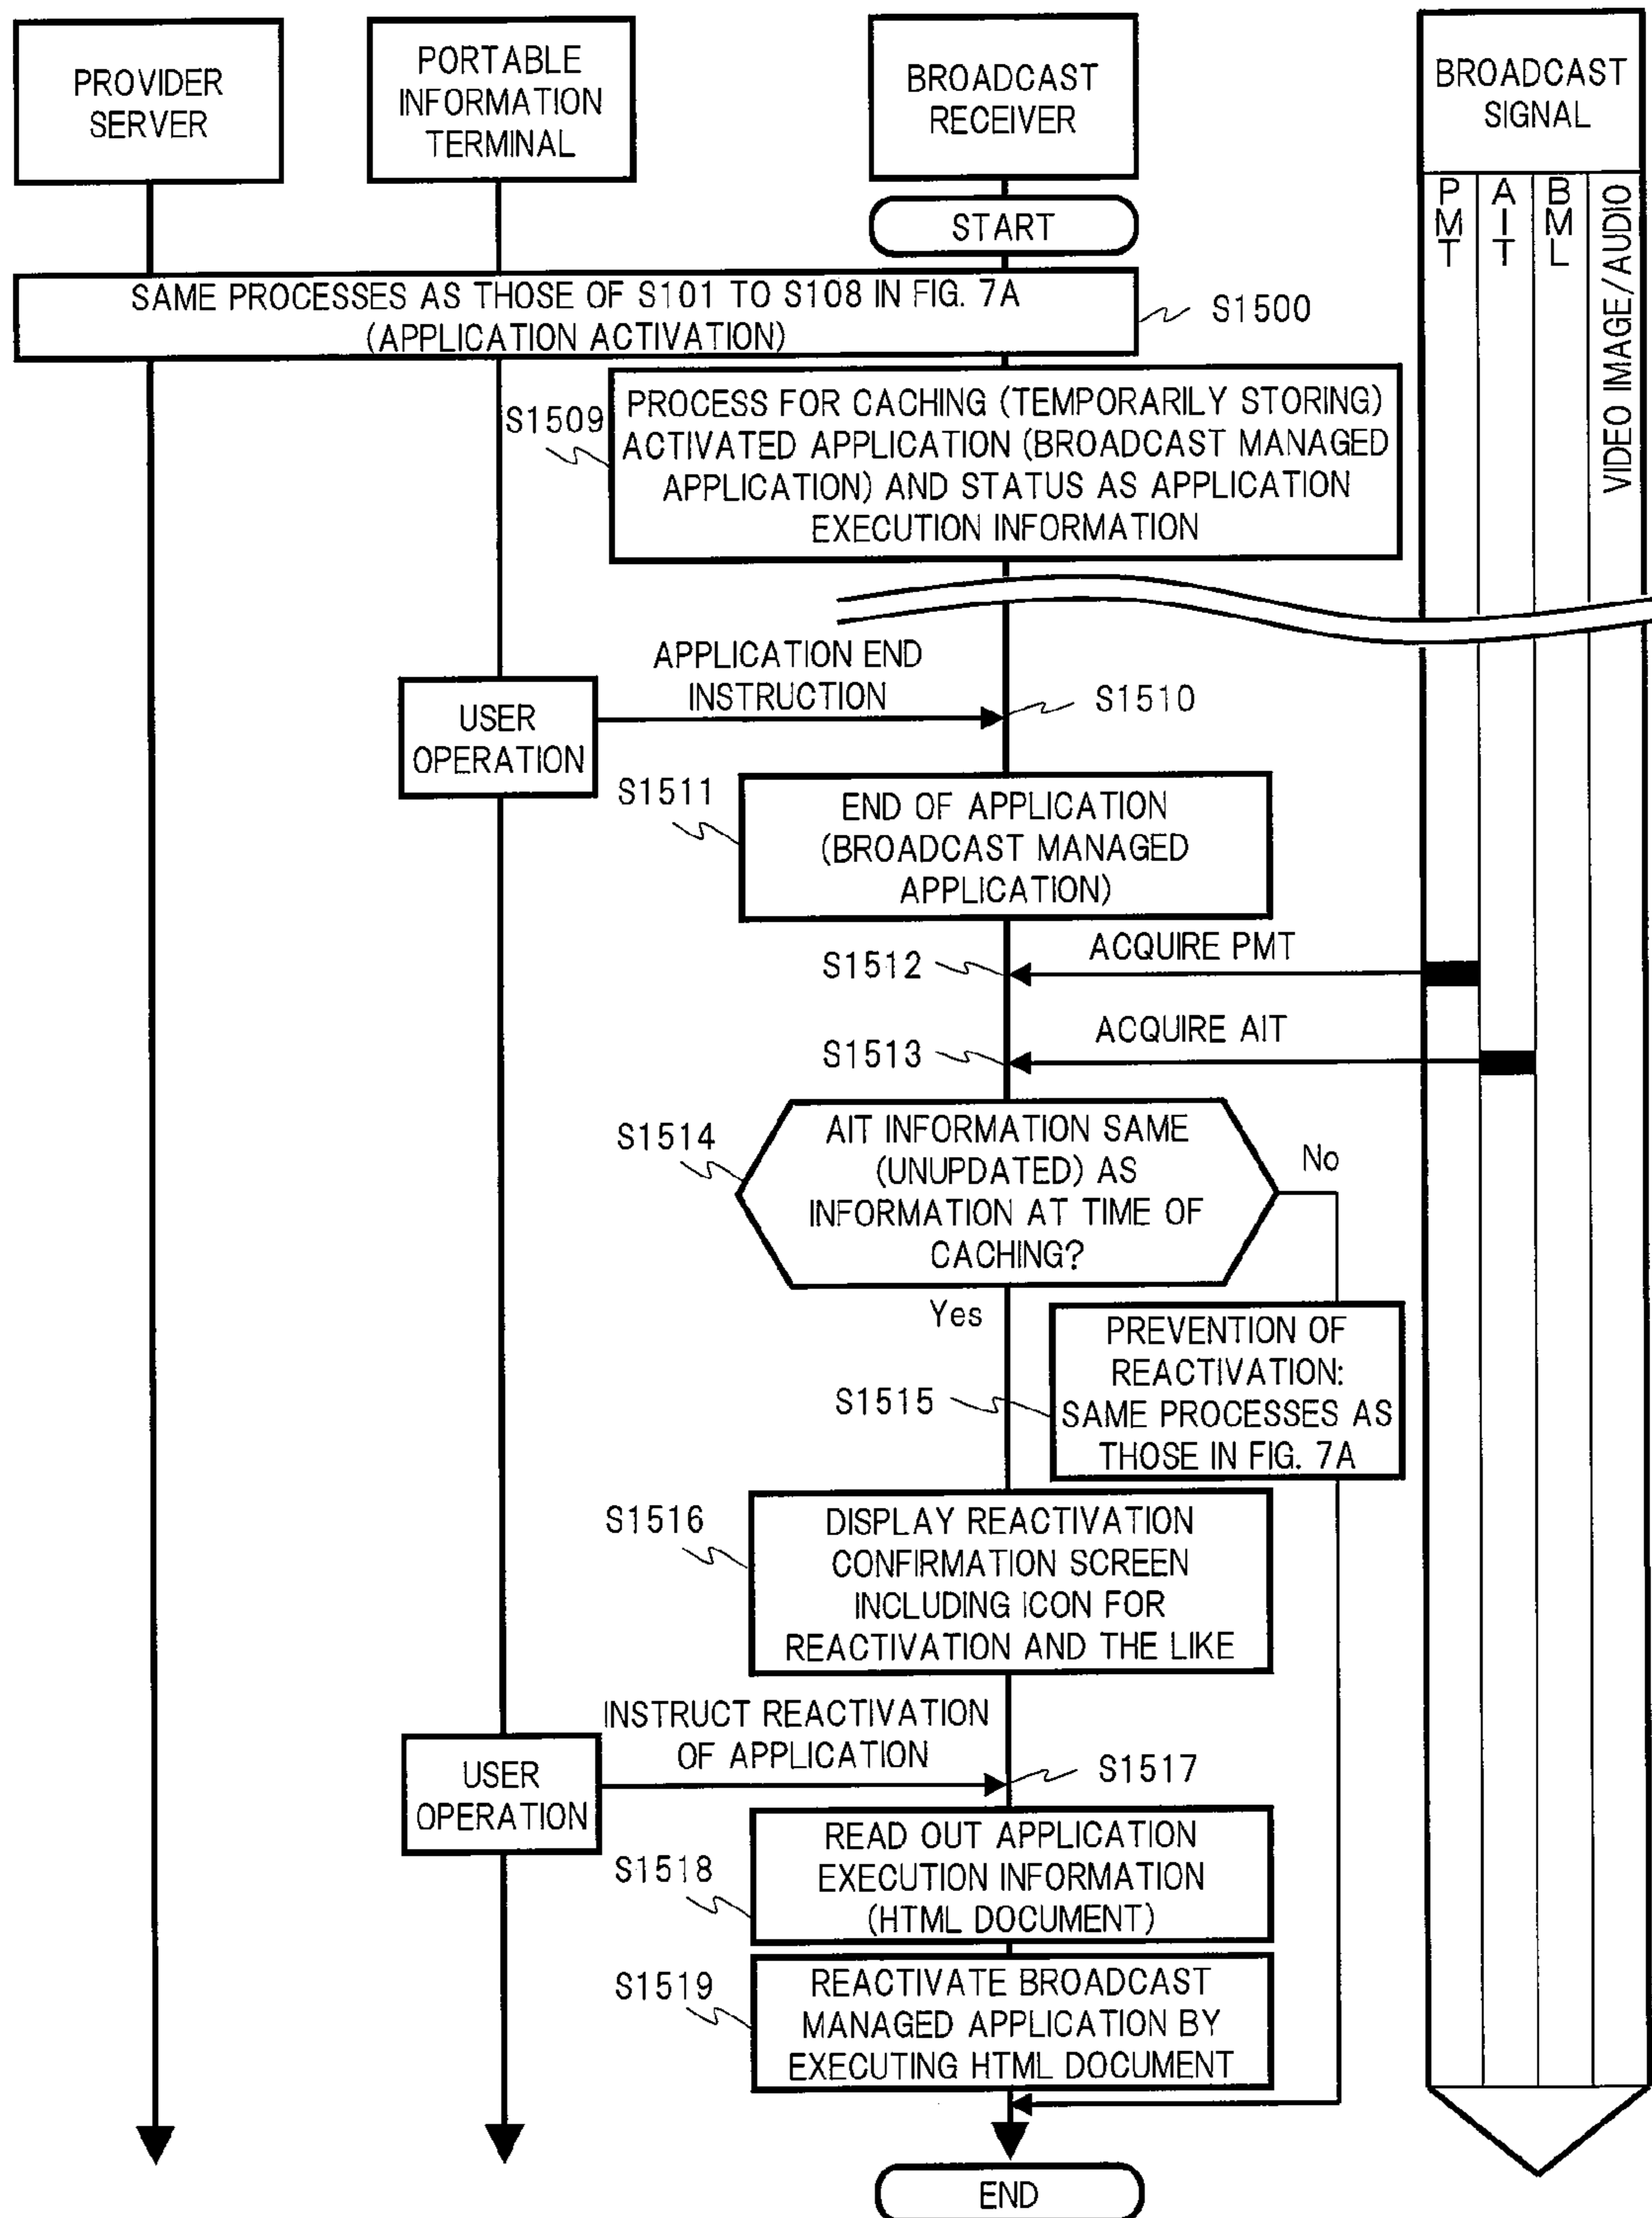 PROVIDER
SERVER
PORTABLE
INFORMATION
TERMINAL
BROADCAST
RECEIVER
BROADCAST
SIGNAL
PMT
AIT
BML
VIDEO IMAGE/AUDIO
START
SAME PROCESSES AS THOSE OF S101 TO S108 IN FIG. 7A
(APPLICATION ACTIVATION)
S1500
S1509
PROCESS FOR CACHING (TEMPORARILY STORING)
ACTIVATED APPLICATION (BROADCAST MANAGED
APPLICATION) AND STATUS AS APPLICATION
EXECUTION INFORMATION
APPLICATION END
INSTRUCTION
S1510
USER
OPERATION
S1511
END OF APPLICATION
(BROADCAST MANAGED
APPLICATION)
ACQUIRE PMT
S1512
ACQUIRE AIT
S1513
S1514
AIT INFORMATION SAME
(UNUPDATED) AS
INFORMATION AT TIME OF
CACHING?
No
Yes
PREVENTION OF
REACTIVATION:
SAME PROCESSES AS
THOSE IN FIG. 7A
S1515
S1516
DISPLAY REACTIVATION
CONFIRMATION SCREEN
INCLUDING ICON FOR
REACTIVATION AND THE LIKE
INSTRUCT REACTIVATION
OF APPLICATION
S1517
USER
OPERATION
S1518
READ OUT APPLICATION
EXECUTION INFORMATION
(HTML DOCUMENT)
S1519
REACTIVATE BROADCAST
MANAGED APPLICATION BY
EXECUTING HTML DOCUMENT
END